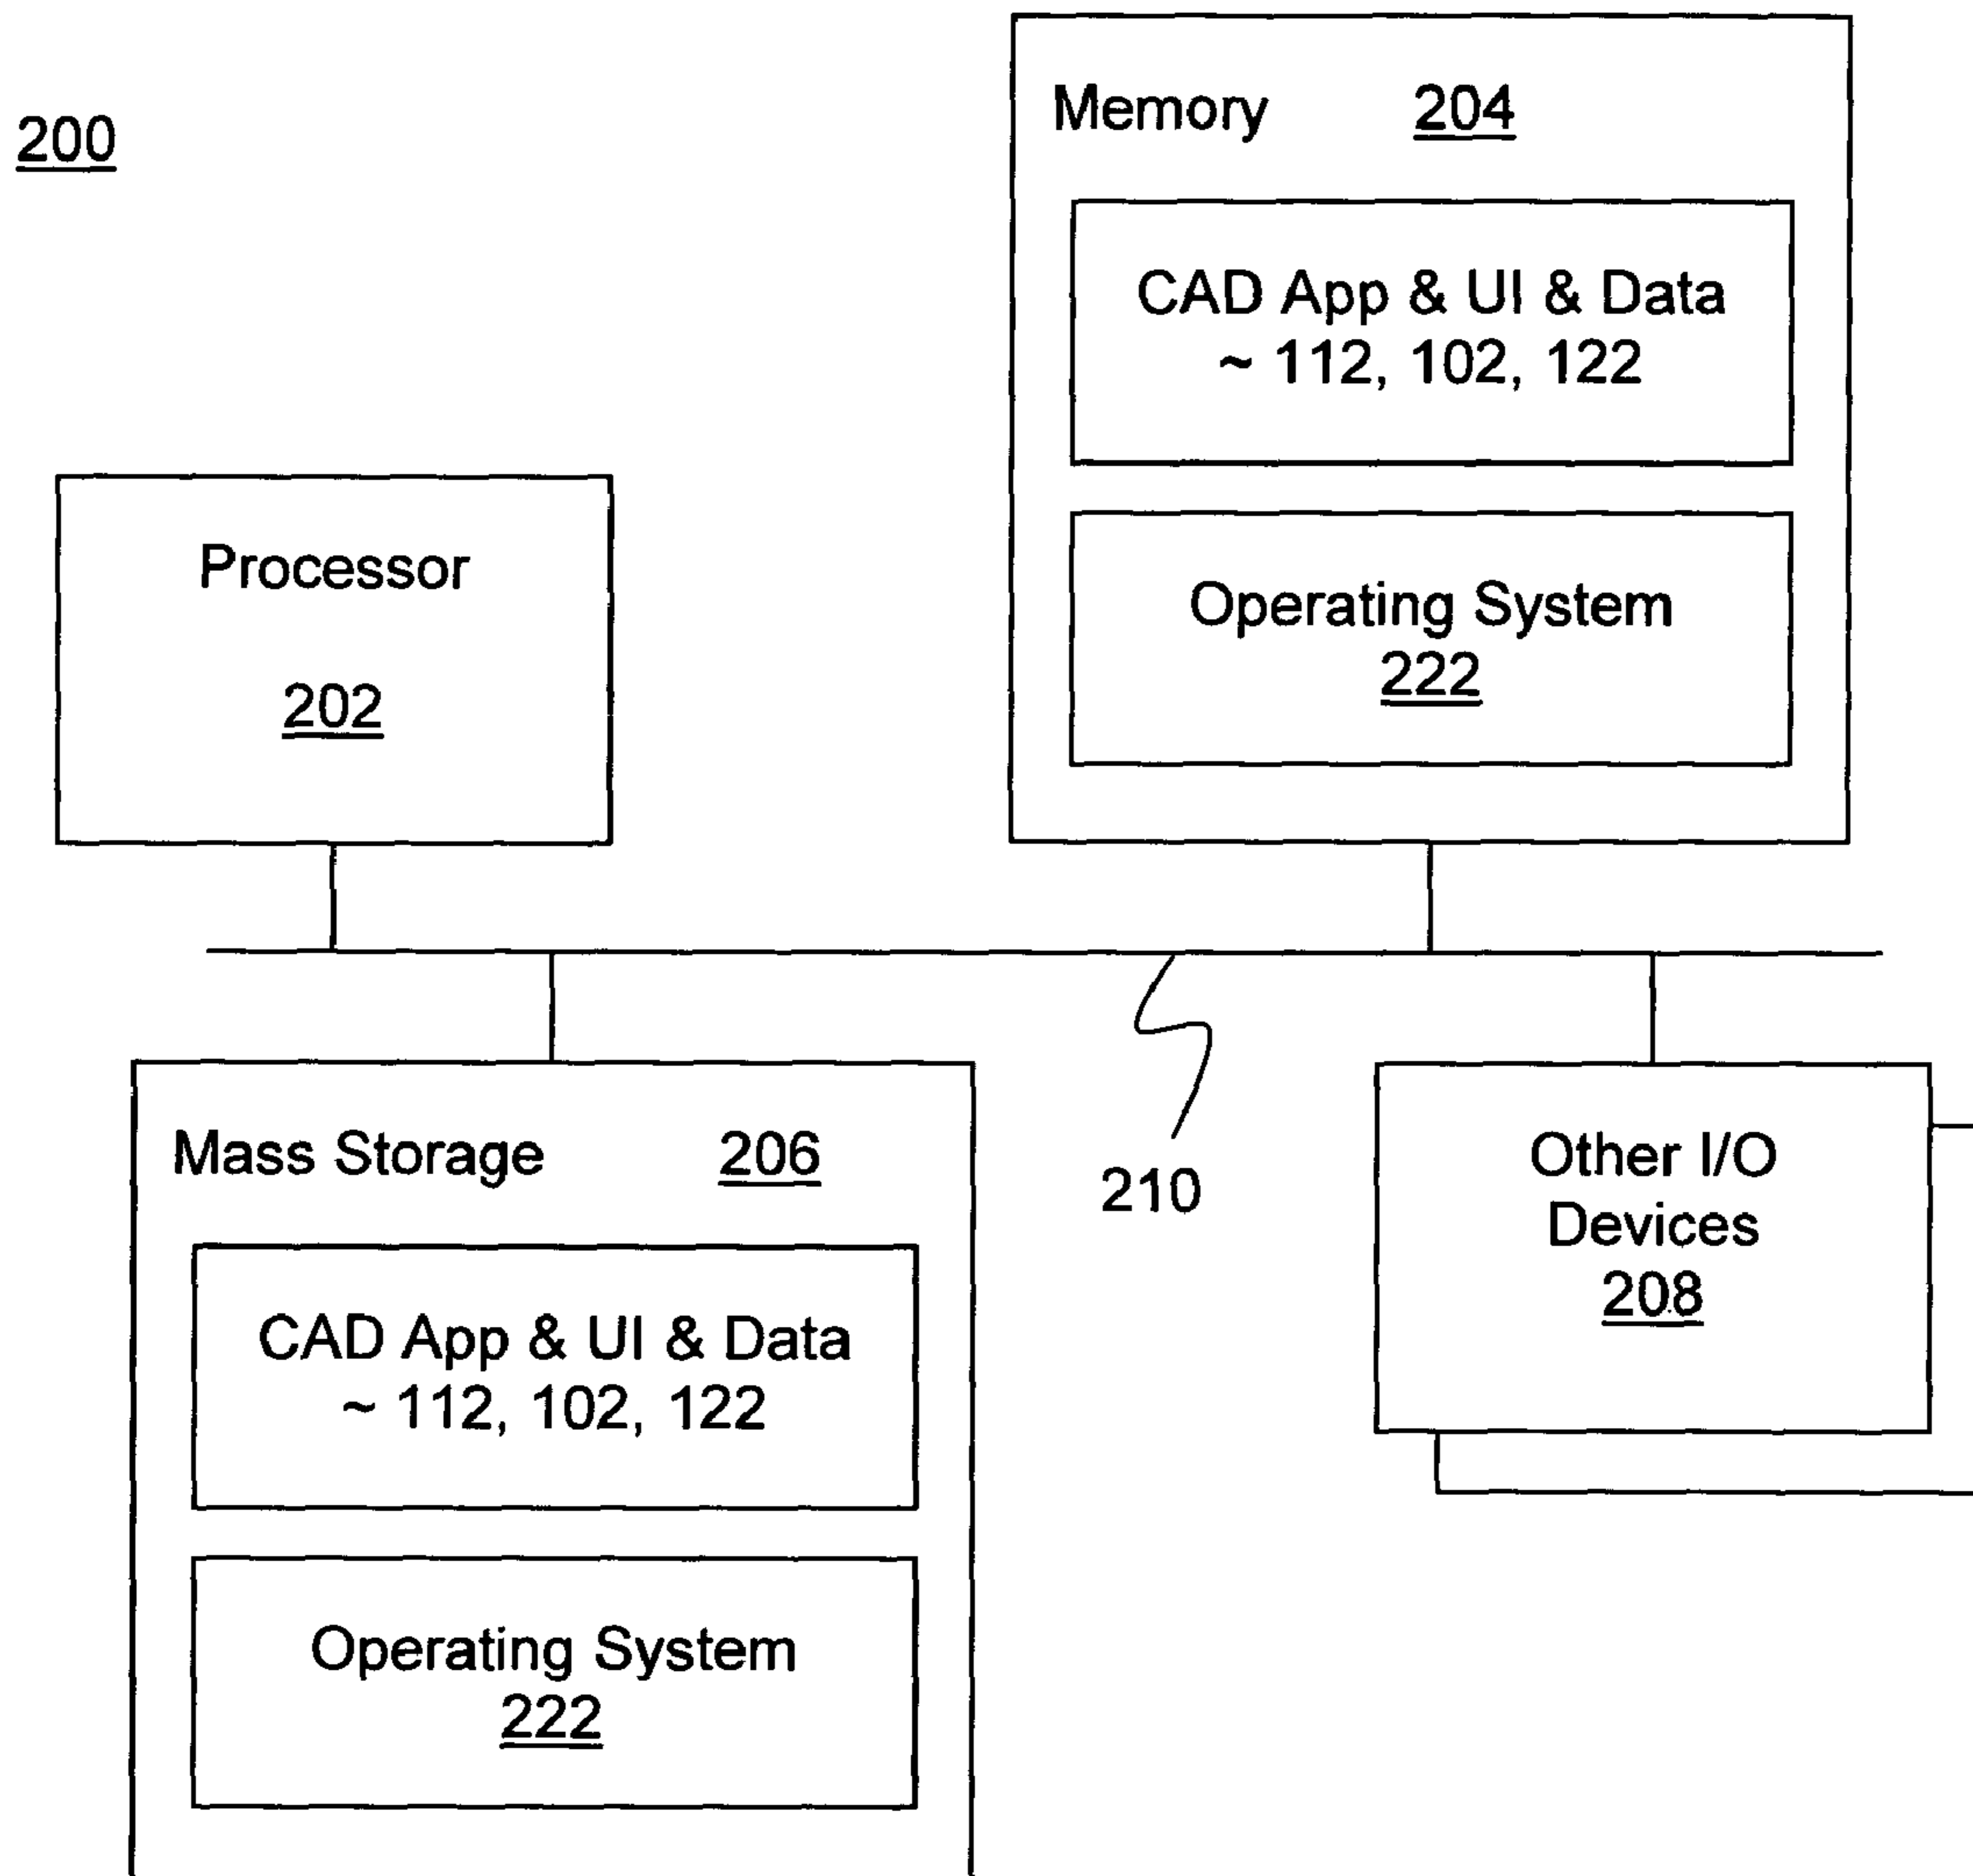 200
Memory 204
CAD App & UI & Data
~ 112, 102, 122
Operating System
222
Processor
202
210
Mass Storage 206
CAD App & UI & Data
~ 112, 102, 122
Operating System
222
Other I/O
Devices
208